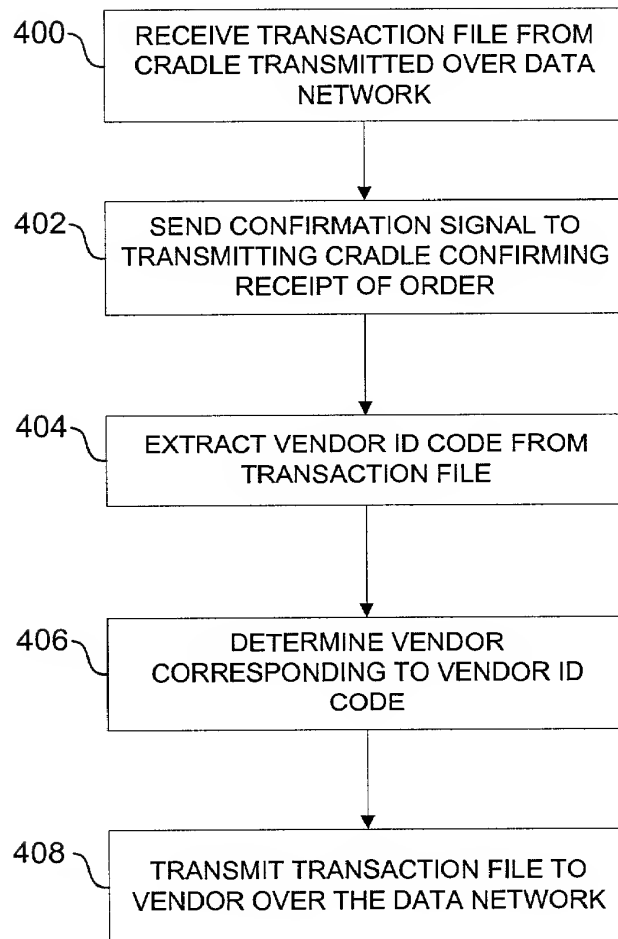 400
RECEIVE TRANSACTION FILE FROM
CRADLE TRANSMITTED OVER DATA
NETWORK
402
SEND CONFIRMATION SIGNAL TO
TRANSMITTING CRADLE CONFIRMING
RECEIPT OF ORDER
404
EXTRACT VENDOR ID CODE FROM
TRANSACTION FILE
406
DETERMINE VENDOR
CORRESPONDING TO VENDOR ID
CODE
408
TRANSMIT TRANSACTION FILE TO
VENDOR OVER THE DATA NETWORK